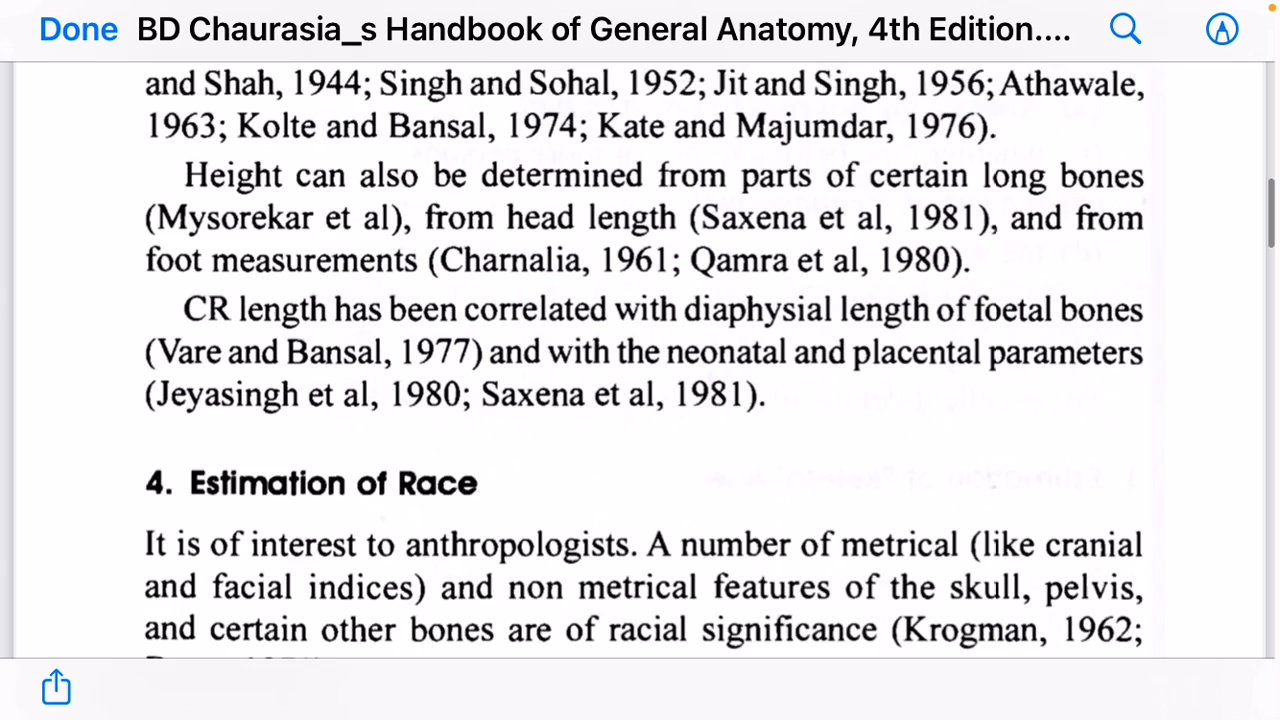 Done BD Chaurasia_s Handbook of General Anatomy, 4th Edition....
and Shah, 1944; Singh and Sohal, 1952; Jit and Singh, 1956; Athawale,
1963; Kolte and Bansal, 1974; Kate and Majumdar, 1976).
Height can also be determined from parts of certain long bones
(Mysorekar et al), from head length (Saxena et al, 1981), and from
foot measurements (Charnalia, 1961; Qamra et al, 1980).
CR length has been correlated with diaphysial length of foetal bones
(Vare and Bansal, 1977) and with the neonatal and placental parameters
(Jeyasingh et al, 1980; Saxena et al, 1981).
4. Estimation of Race
It is of interest to anthropologists. A number of metrical (like cranial
and facial indices) and non metrical features of the skull, pelvis,
and certain other bones are of racial significance (Krogman, 1962;